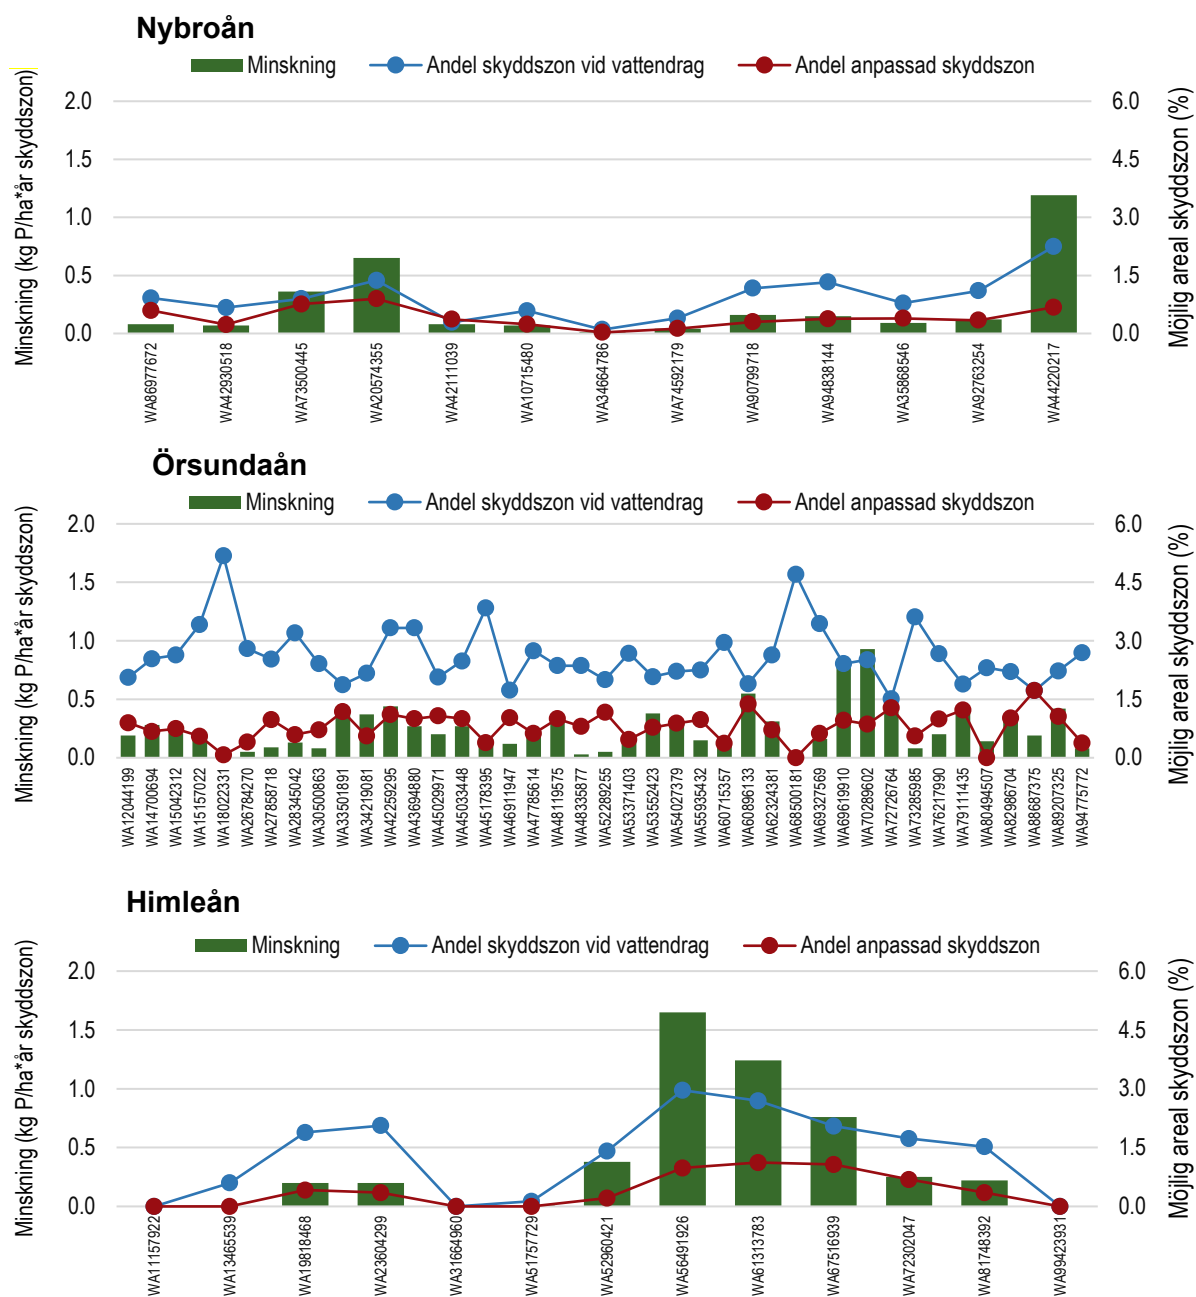 Nybroån
Minskning Andel skyddszon vid vattendrag Andel anpassad skyddszon
Minskning (kg P/ha*år skyddszon)
Möjlig areal skyddszon (%)
2.0 6.0
1.5 4.5
1.0 3.0
0.5 1.5
0.0 0.0
WA86977672
WA42930518
WA73500445
WA20574355
WA42111039
WA10715480
WA34664786
WA74592179
WA90799718
WA94838144
WA35868546
WA92763254
WA44220217
Örsundaån
Minskning Andel skyddszon vid vattendrag Andel anpassad skyddszon
Minskning (kg P/ha*år skyddszon)
Möjlig areal skyddszon (%)
2.0 6.0
1.5 4.5
1.0 3.0
0.5 1.5
0.0 0.0
WA12044199
WA14700694
WA15042312
WA15157022
WA18022331
WA26784270
WA27858718
WA28345042
WA30500863
WA33501891
WA34219081
WA42259295
WA43694880
WA45029971
WA45033448
WA45178395
WA46911947
WA47785614
WA48119575
WA48335877
WA52289255
WA53371403
WA53552423
WA54027379
WA55935432
WA60715357
WA60896133
WA62324381
WA68500181
WA69327569
WA69619910
WA70289602
WA72726764
WA73285985
WA76217990
WA79111435
WA80494507
WA82986704
WA88687375
WA89207325
WA94775772
Himleån
Minskning Andel skyddszon vid vattendrag Andel anpassad skyddszon
Minskning (kg P/ha*år skyddszon)
Möjlig areal skyddszon (%)
2.0 6.0
1.5 4.5
1.0 3.0
0.5 1.5
0.0 0.0
WA11157922
WA13465539
WA19818468
WA23604299
WA31664960
WA51757729
WA52960421
WA56491926
WA61313783
WA67516939
WA72302047
WA81748392
WA99423931